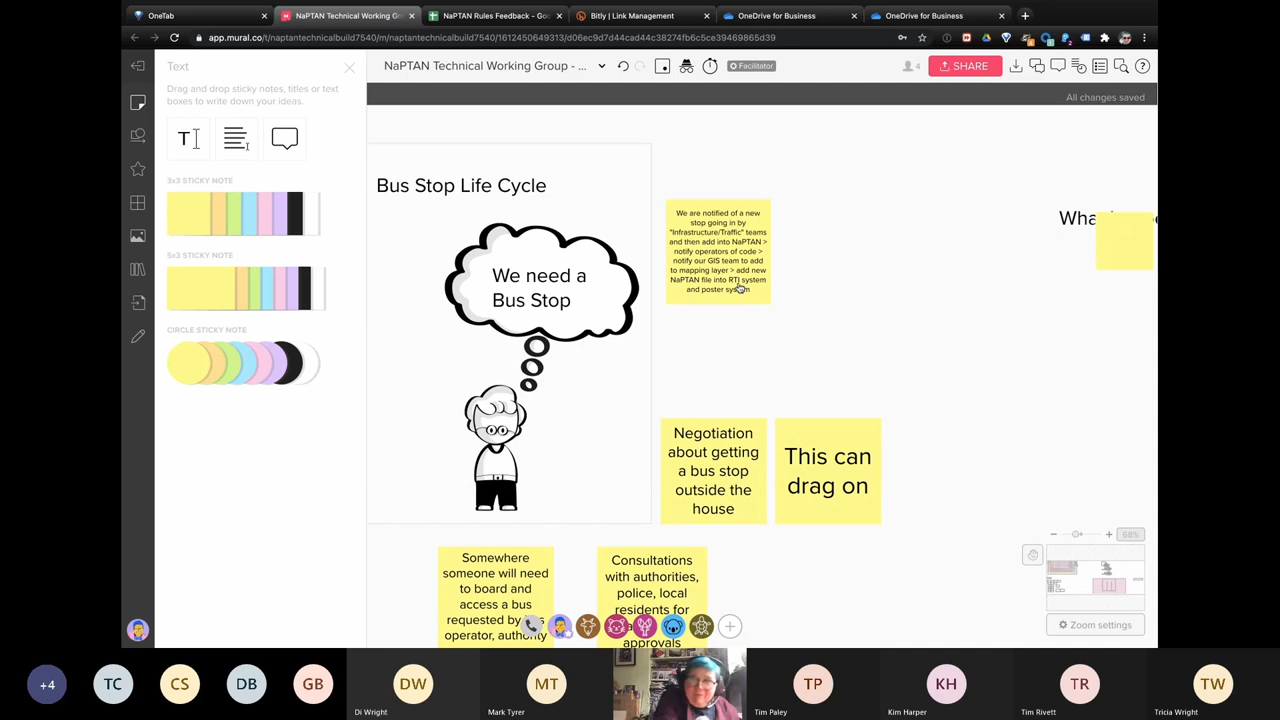 OneTab
NaPTAN Technical Working Gro
NaPTAN Rules Feedback - Goo
Bitly | Link Management
OneDrive for Business
OneDrive for Business
app.mural.co/t/naptantechnicalbuild7540/m/naptantechnicalbuild7540/1612450649313/d06ec9d7d44cad44c38274fb6c5ce39469865d39
Text
NaPTAN Technical Working Group - ...
Facilitator
4
SHARE
Drag and drop sticky notes, titles or text
boxes to write down your ideas.
All changes saved
T
3x3 STICKY NOTE
5x3 STICKY NOTE
CIRCLE STICKY NOTE
Bus Stop Life Cycle
We need a
Bus Stop
We are notified of a new
stop going in by
"Infrastructure/Traffic" teams
and then add into NaPTAN >
notify operators of code >
notify our GIS team to add
to mapping layer > add new
NaPTAN file into RTI system
and poster system
Negotiation
about getting
a bus stop
outside the
house
This can
drag on
Somewhere
someone will need
to board and
access a bus
requested by
operator, authority
Consultations
with authorities,
police, local
residents for
approvals
68%
Zoom settings
+4
TC
CS
DB
GB
DW
Di Wright
MT
Mark Tyrer
TP
Tim Paley
KH
Kim Harper
TR
Tim Rivett
TW
Tricia Wright